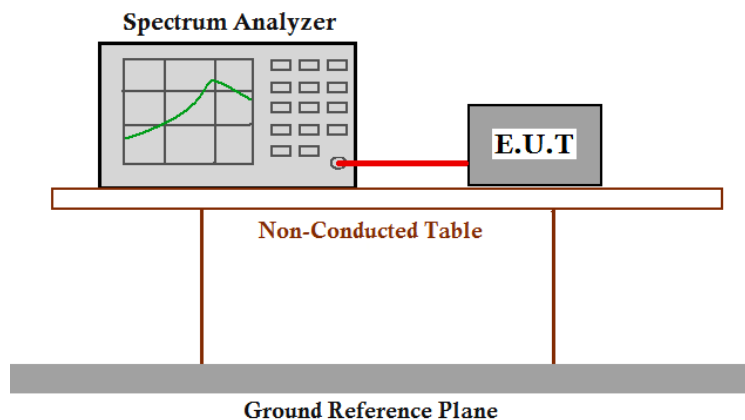 Spectrum Analyzer
E.U.T
Non-Conducted Table
Ground Reference Plane